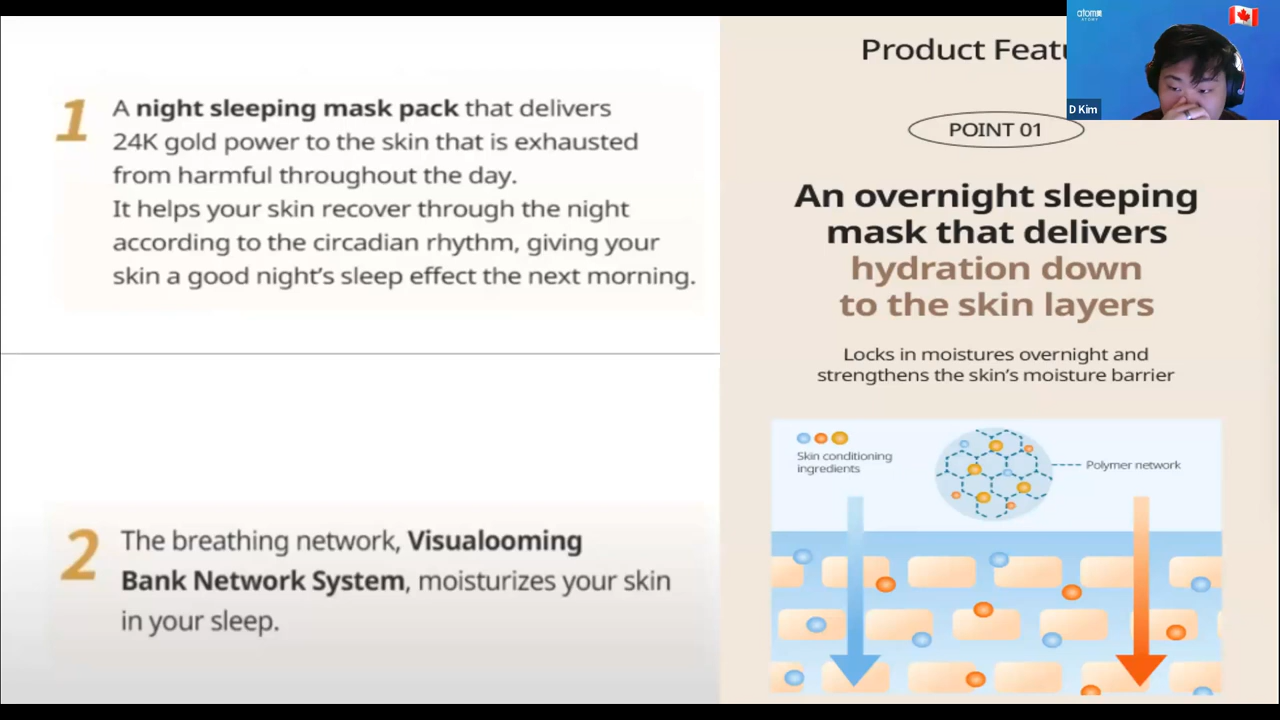 1
A night sleeping mask pack that delivers
24K gold power to the skin that is exhausted
from harmful throughout the day.
It helps your skin recover through the night
according to the circadian rhythm, giving your
skin a good night's sleep effect the next morning.
2
The breathing network, Visualooming
Bank Network System, moisturizes your skin
in your sleep.
Product Featu
POINT 01
An overnight sleeping
mask that delivers
hydration down
to the skin layers
Locks in moistures overnight and
strengthens the skin's moisture barrier
Skin conditioning
ingredients
Polymer network
atom
STORY
D Kim